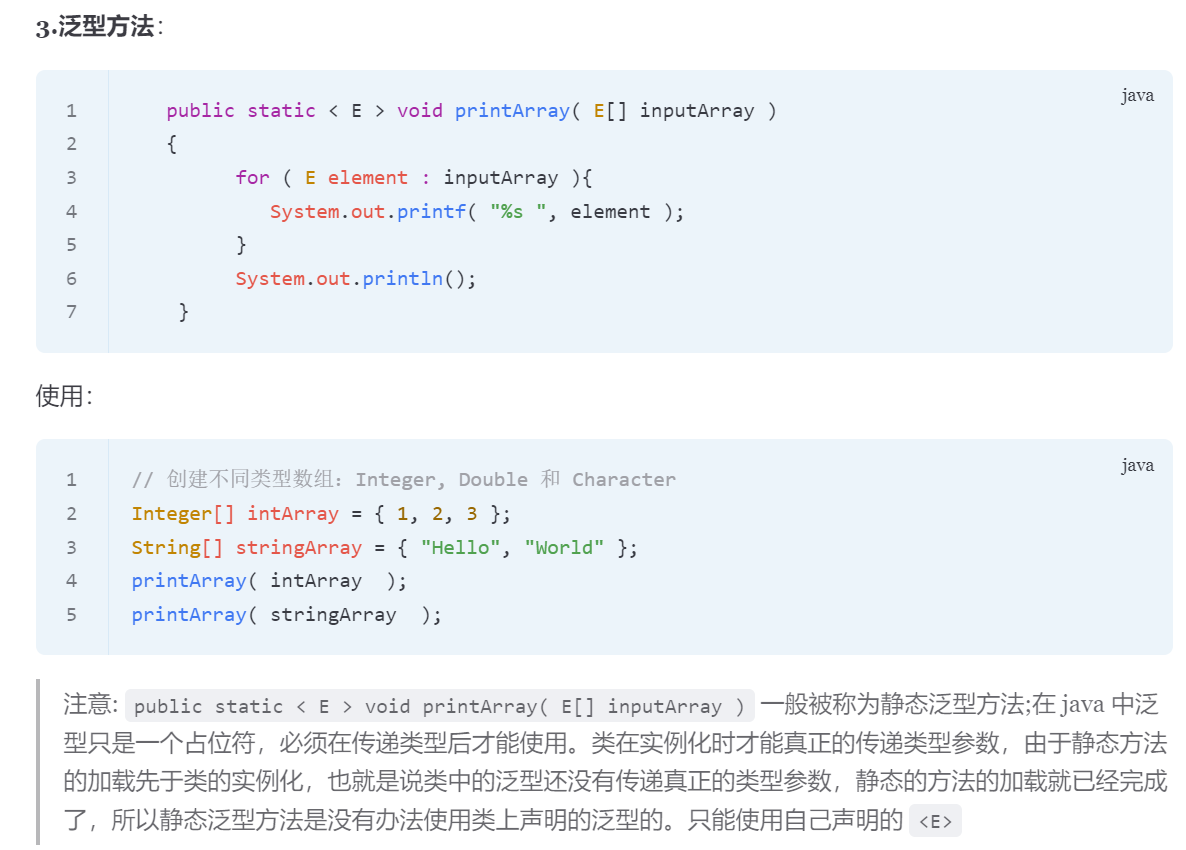 3.泛型方法：
java
1 public static < E > void printArray( E[] inputArray )
2 {
3 for ( E element : inputArray ){
4 System.out.printf( "%s ", element );
5 }
6 System.out.println();
7 }
使用：
java
1 // 创建不同类型数组：Integer, Double 和 Character
2 Integer[] intArray = { 1, 2, 3 };
3 String[] stringArray = { "Hello", "World" };
4 printArray( intArray  );
5 printArray( stringArray  );
注意: public static < E > void printArray( E[] inputArray ) 一般被称为静态泛型方法;在 java 中泛
型只是一个占位符，必须在传递类型后才能使用。类在实例化时才能真正的传递类型参数，由于静态方法
的加载先于类的实例化，也就是说类中的泛型还没有传递真正的类型参数，静态的方法的加载就已经完成
了，所以静态泛型方法是没有办法使用类上声明的泛型的。只能使用自己声明的 <E>